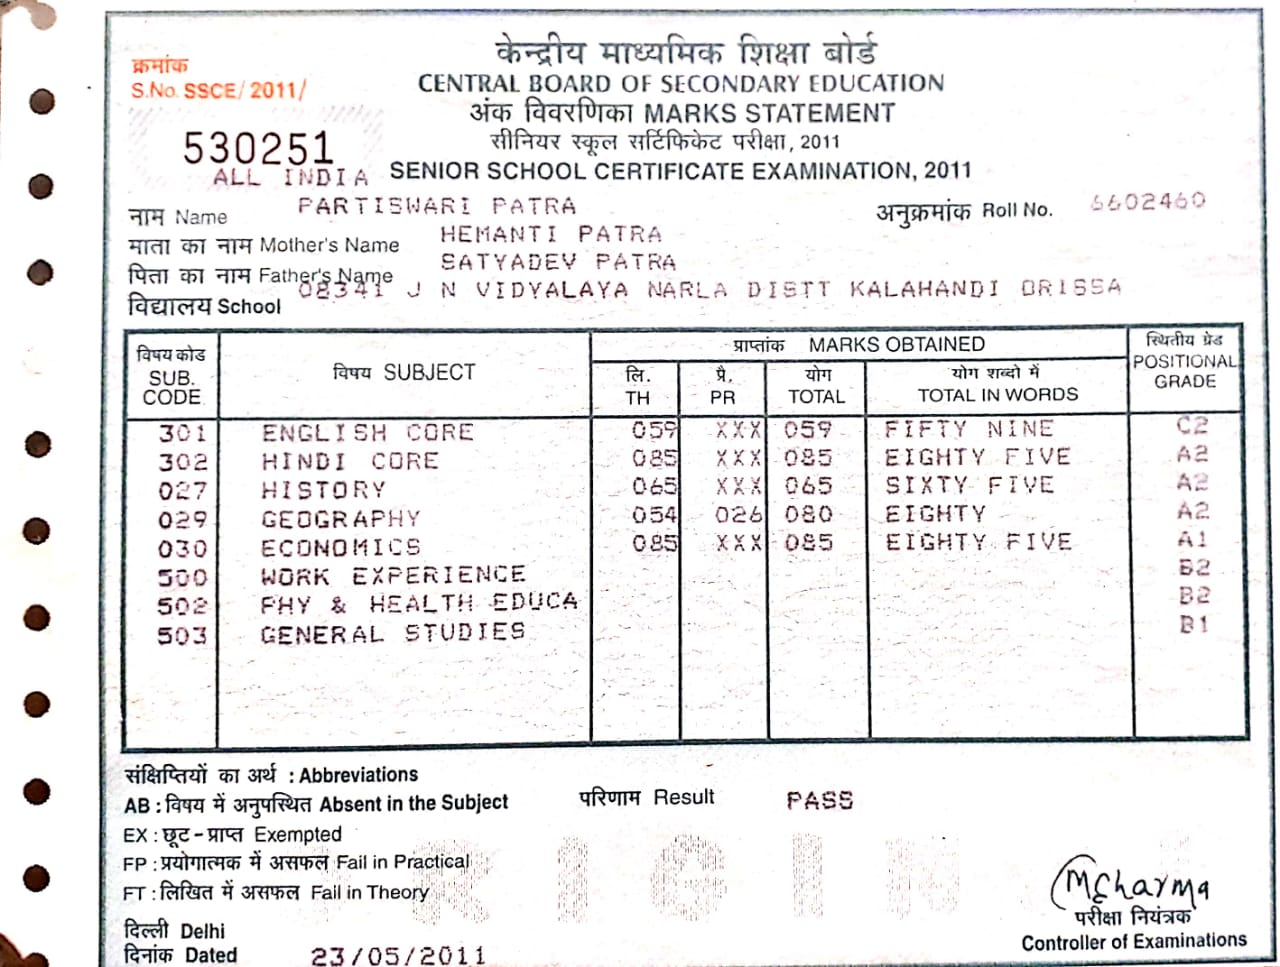 केन्द्रीय माध्यमिक शिक्षा बोर्ड
क्रमांक
S.No. SSCE/ 2011/
CENTRAL BOARD OF SECONDARY EDUCATION
अंक विवरणिका MARKS STATEMENT
530251
सीनियर स्कूल सर्टिफिकेट परीक्षा, 2011
ALL INDIA SENIOR SCHOOL CERTIFICATE EXAMINATION, 2011
नाम Name PARTISWARI PATRA अनुक्रमांक Roll No. 6602460
माता का नाम Mother's Name HEMANTI PATRA
पिता का नाम Father's Name SATYADEV PATRA
विद्यालय School 08341 J N VIDYALAYA NARLA DISTT KALAHANDI ORISSA
विषय कोड SUB. CODE. विषय SUBJECT प्राप्तांक MARKS OBTAINED स्थितीय ग्रेड POSITIONAL GRADE
लि. TH प्रै, PR योग TOTAL योग शब्दो में TOTAL IN WORDS
301 ENGLISH CORE 059 XXX 059 FIFTY NINE C2
302 HINDI CORE 085 XXX 085 EIGHTY FIVE A2
027 HISTORY 065 XXX 065 SIXTY FIVE A2
029 GEOGRAPHY 054 026 080 EIGHTY A2
030 ECONOMICS 085 XXX 085 EIGHTY FIVE A1
500 WORK EXPERIENCE B2
502 PHY & HEALTH EDUCA B2
503 GENERAL STUDIES B1
संक्षिप्तियों का अर्थ : Abbreviations
AB : विषय में अनुपस्थित Absent in the Subject परिणाम Result PASS
EX : छूट - प्राप्त Exempted
FP : प्रयोगात्मक में असफल Fail in Practical
FT : लिखित में असफल Fail in Theory
MCSharma
परीक्षा नियंत्रक
दिल्ली Delhi
Controller of Examinations
दिनांक Dated 23/05/2011